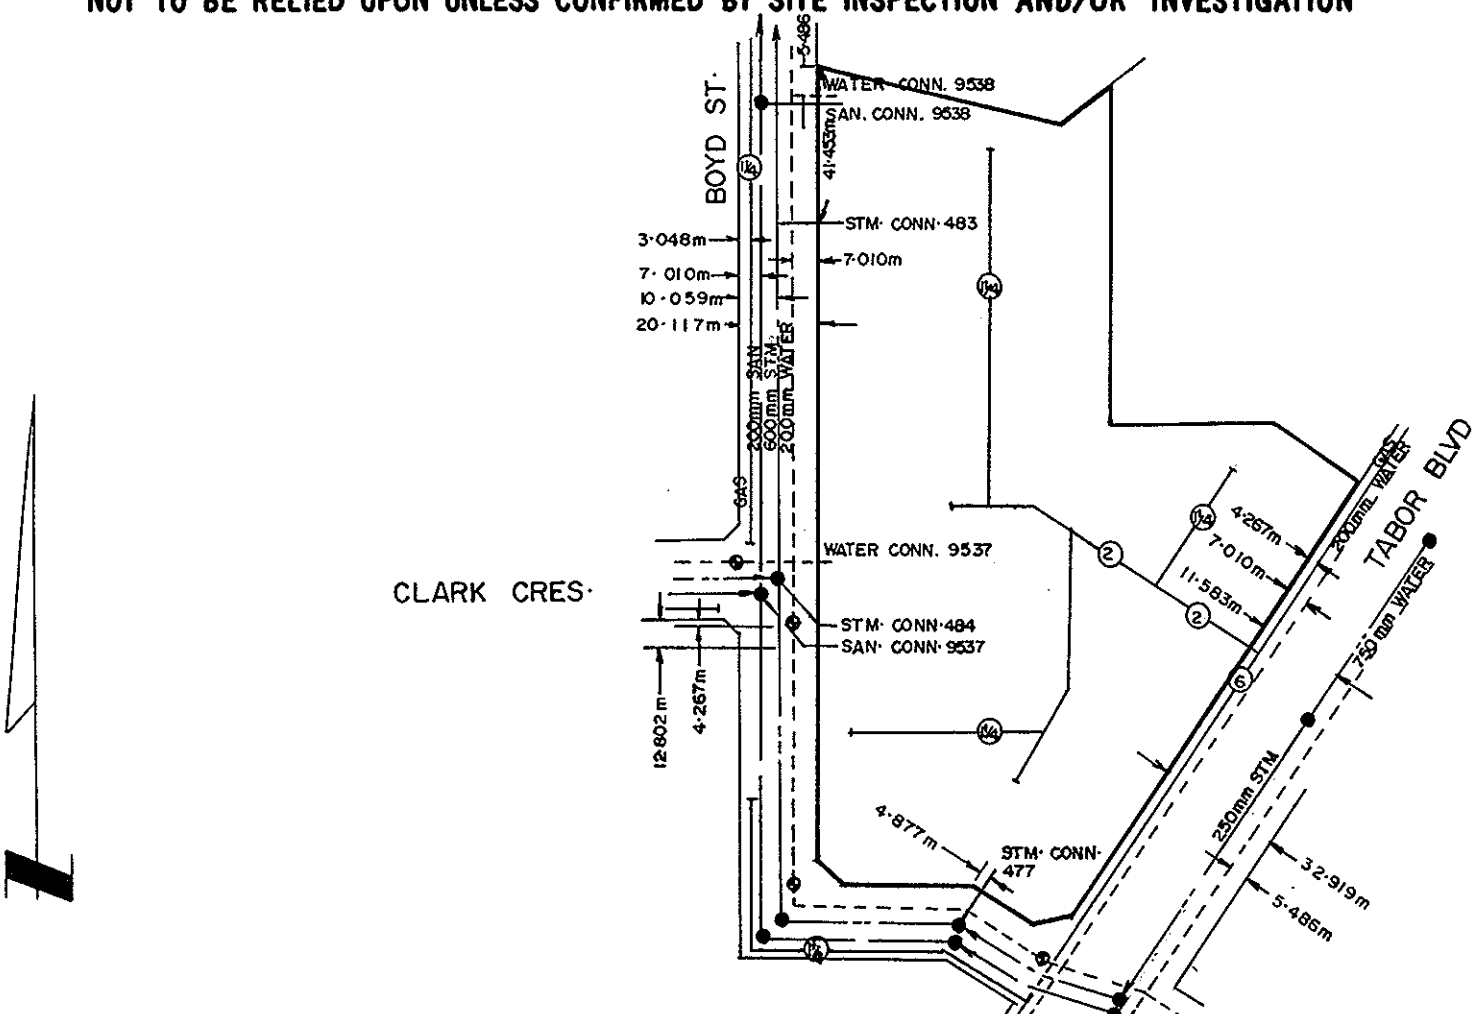 NOT TO BE RELIED UPON UNLESS CONFIRMED BY SITE INSPECTION AND/OR INVESTIGATION
5·486
BOYD ST·
WATER CONN. 9538
SAN. CONN. 9538
41·453m
1¼
STM· CONN·483
3·048m
7·010m
7·010m
10·059m
20·117m
1¼
200mm SAN
600mm STM·
200mm WATER
GAS
WATER CONN. 9537
CLARK CRES·
STM· CONN·484
SAN· CONN·9537
12·802m
4·267m
2
1¼
2
4·267m
7·010m
11·583m
GAS
200mm WATER
TABOR BLVD
750mm WATER
6
1¼
250mm STM
4·877m
STM· CONN·
477
32·919m
5·486m